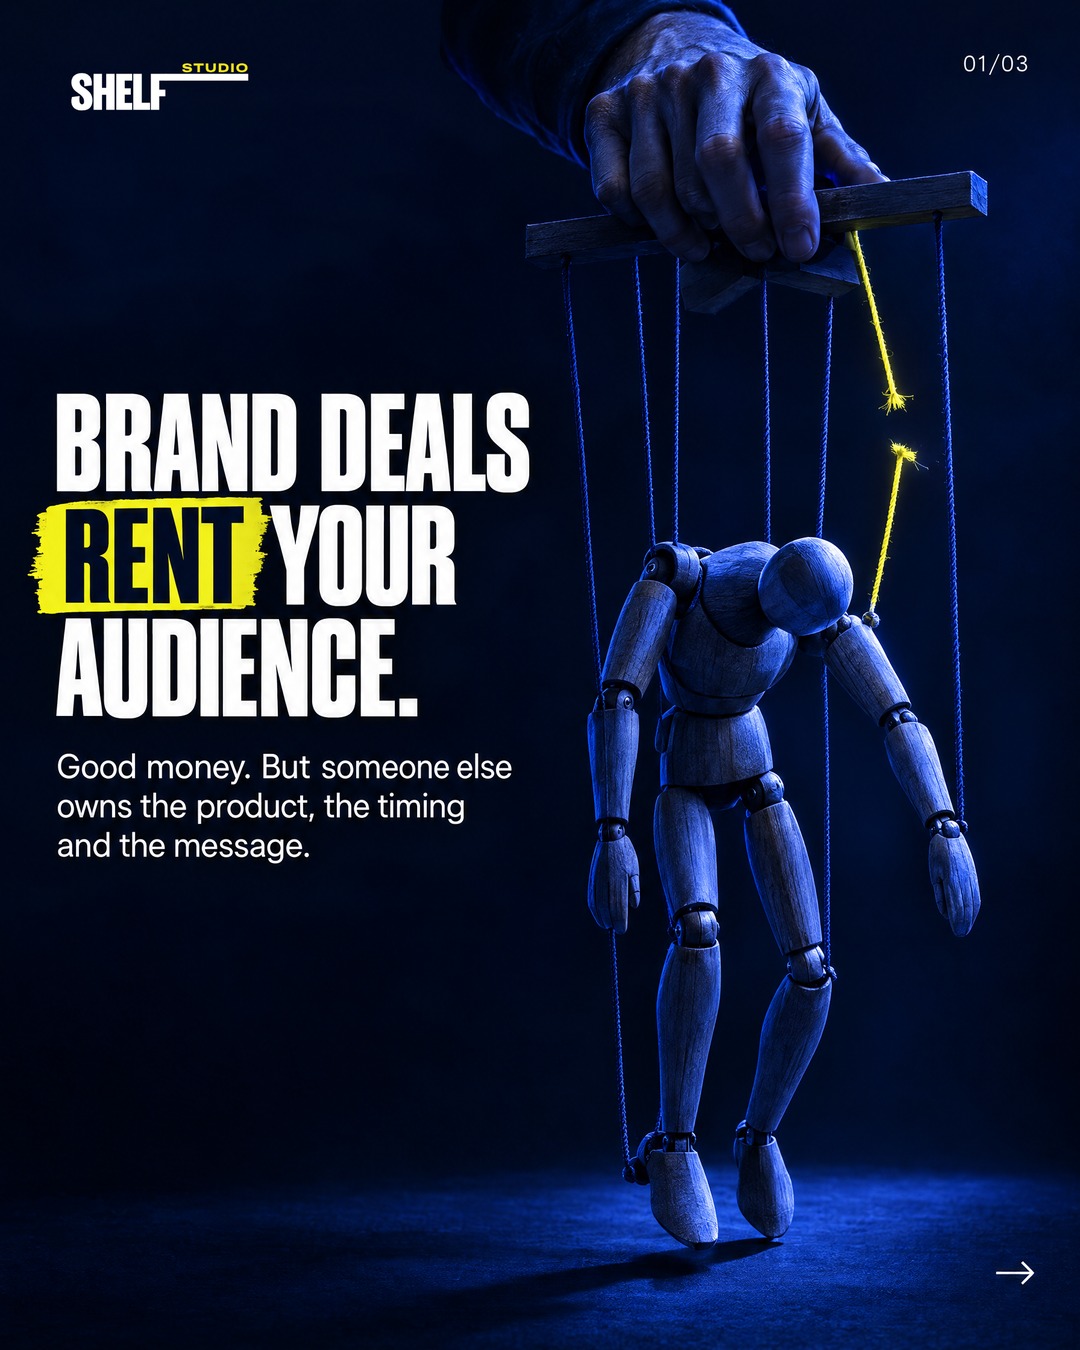 STUDIO
SHELF
01/03
BRAND DEALS
RENT YOUR
AUDIENCE.
Good money. But someone else
owns the product, the timing
and the message.